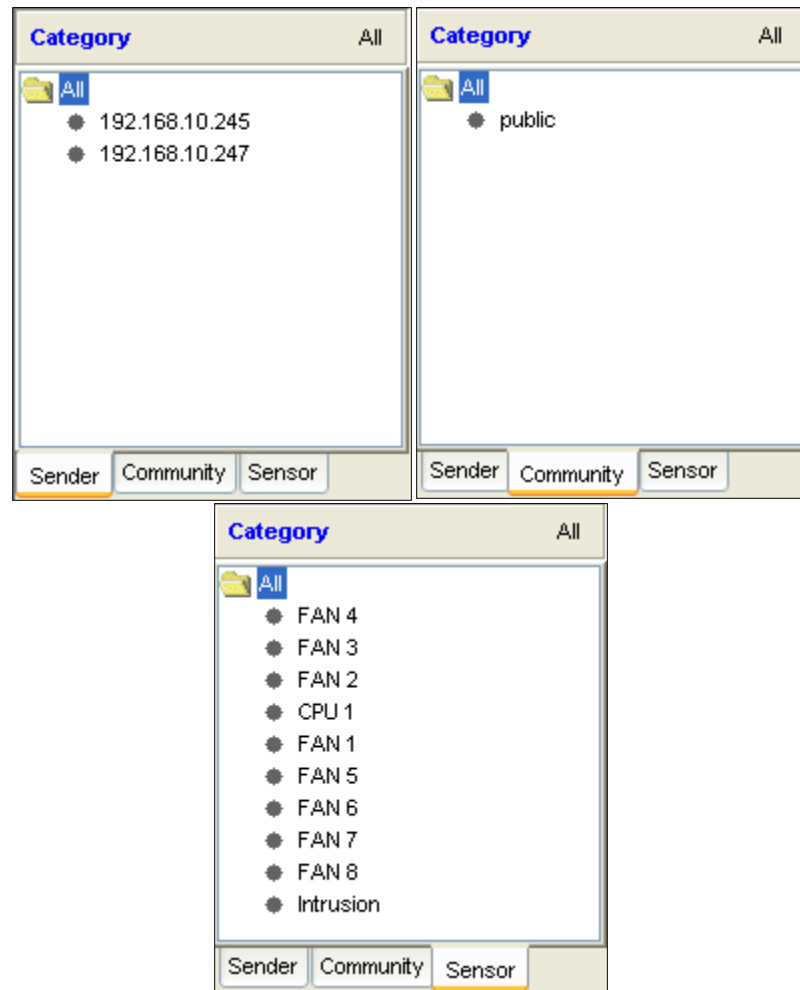 Category All
All
192.168.10.245
192.168.10.247
Sender Community Sensor
Category All
All
public
Sender Community Sensor
Category All
All
FAN 4
FAN 3
FAN 2
CPU 1
FAN 1
FAN 5
FAN 6
FAN 7
FAN 8
Intrusion
Sender Community Sensor